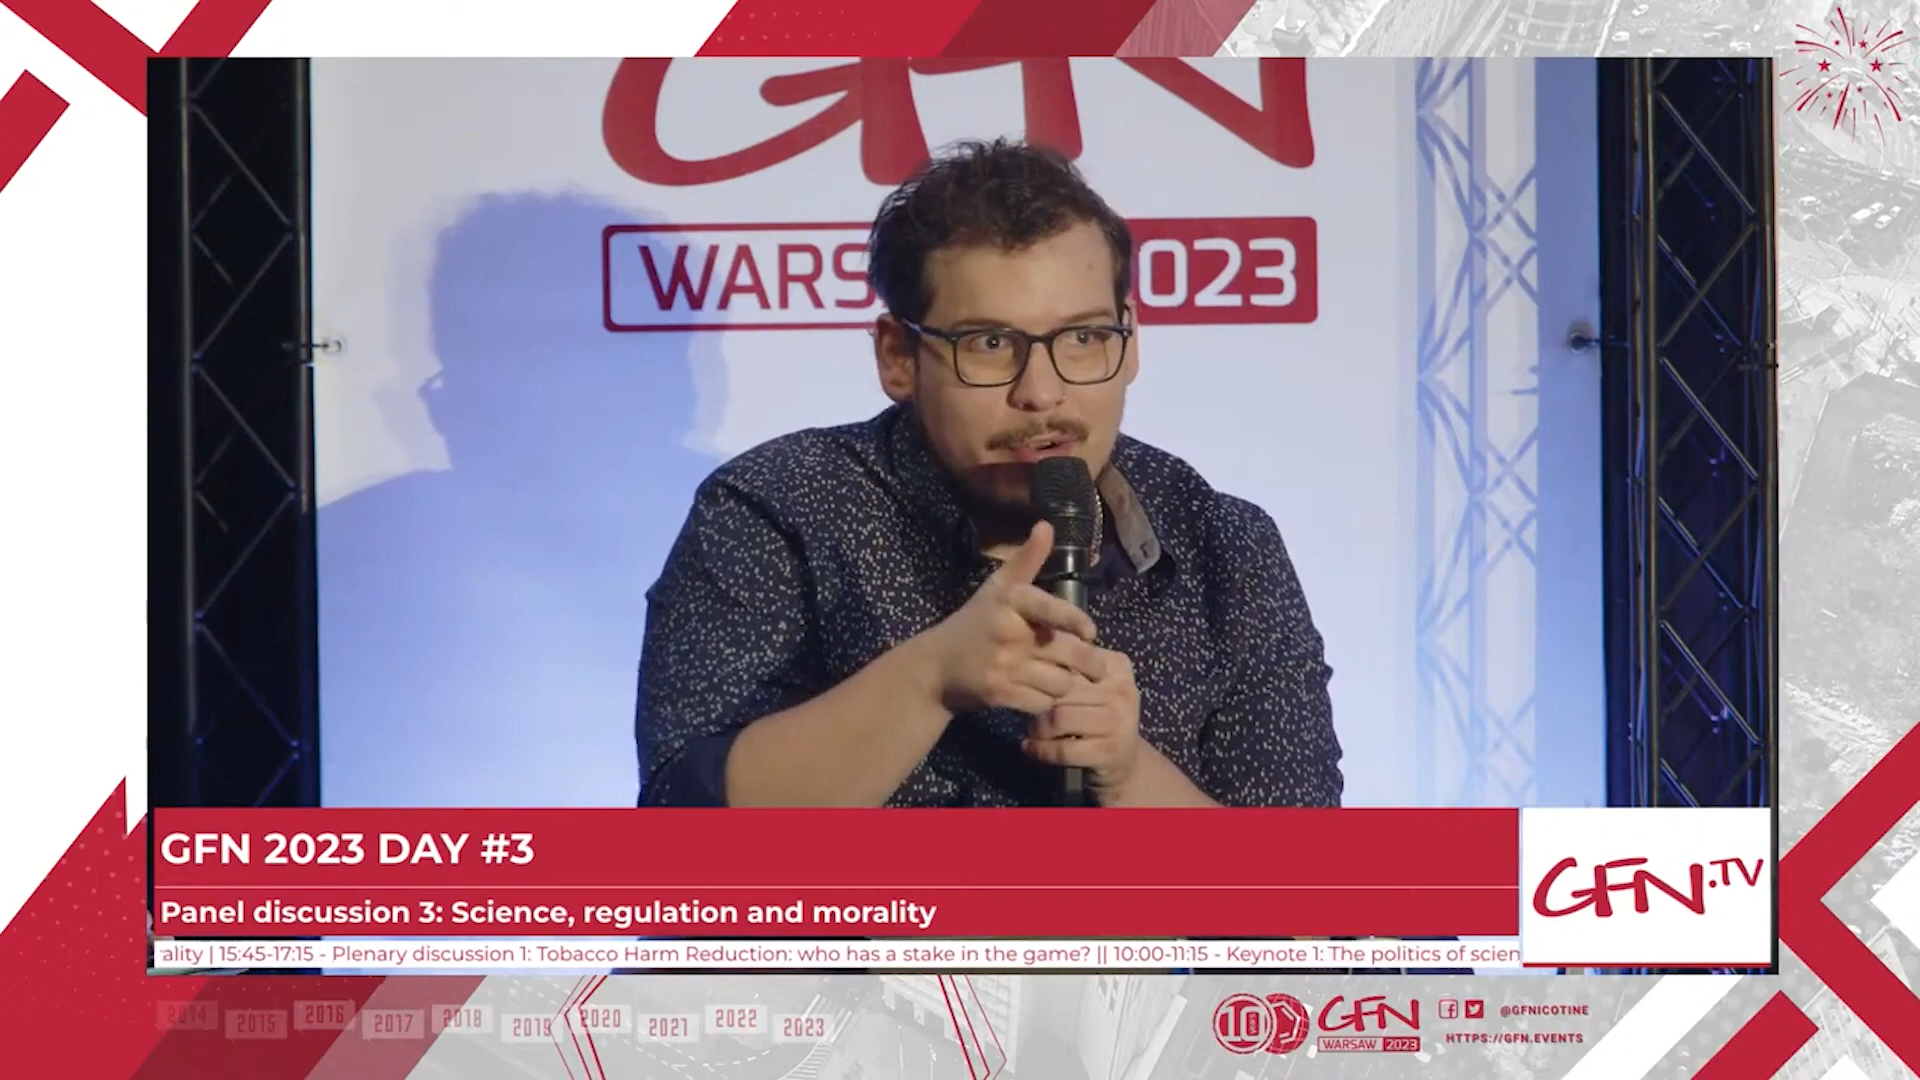 GFN
WARS 2023
GFN 2023 DAY #3
Panel discussion 3: Science, regulation and morality
ality | 15:45-17:15 - Plenary discussion 1: Tobacco Harm Reduction: who has a stake in the game? || 10:00-11:15 - Keynote 1: The politics of scien
GFN.TV
2014 2015 2016 2017 2018 2019 2020 2021 2022 2023
10
GFN
WARSAW 2023
@GFNICOTINE
HTTPS://GFN.EVENTS